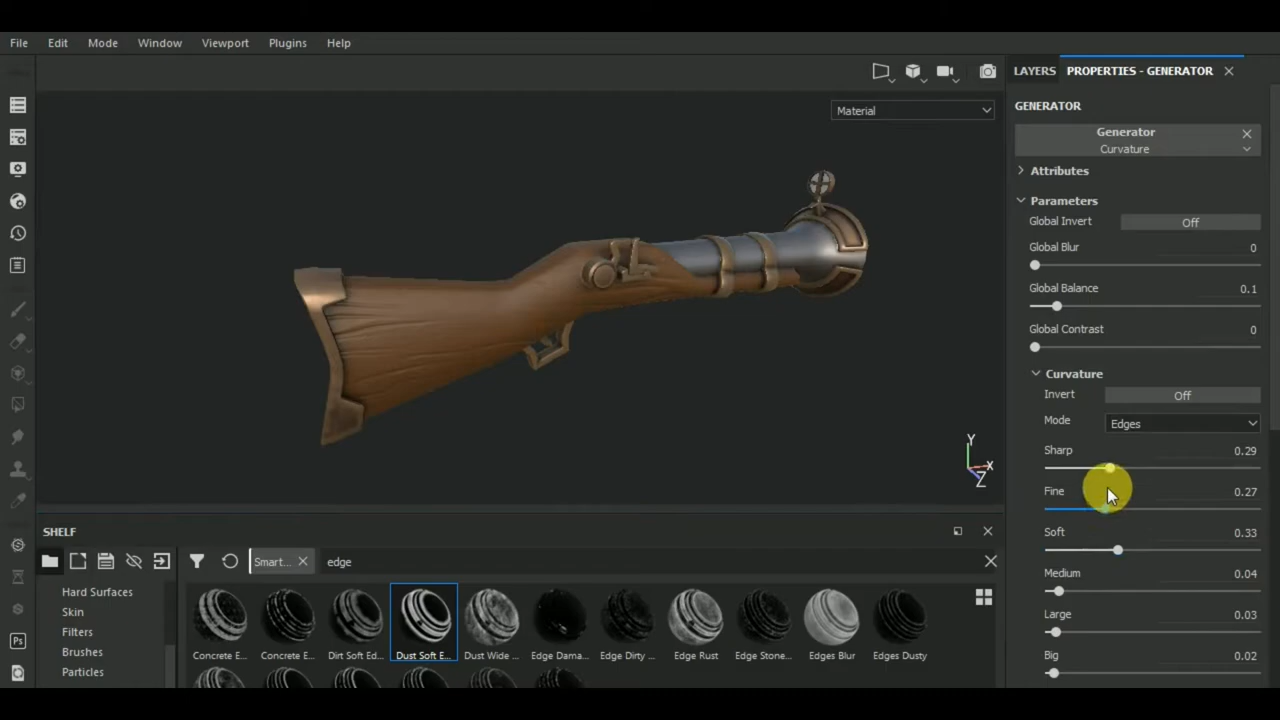 File Edit Mode Window Viewport Plugins Help
LAYERS PROPERTIES - GENERATOR
Material
GENERATOR
Generator
Curvature
Attributes
Parameters
Global Invert Off
Global Blur 0
Global Balance 0.1
Global Contrast 0
Curvature
Invert Off
Mode Edges
Sharp 0.29
Fine 0.27
Soft 0.33
Medium 0.04
Large 0.03
Big 0.02
Y
X
Z
SHELF
Smart... edge
Hard Surfaces
Skin
Filters
Brushes
Particles
Ps
Concrete E... Concrete E... Dirt Soft Ed... Dust Soft E... Dust Wide ... Edge Dama... Edge Dirty ... Edge Rust Edge Stone... Edges Blur Edges Dusty